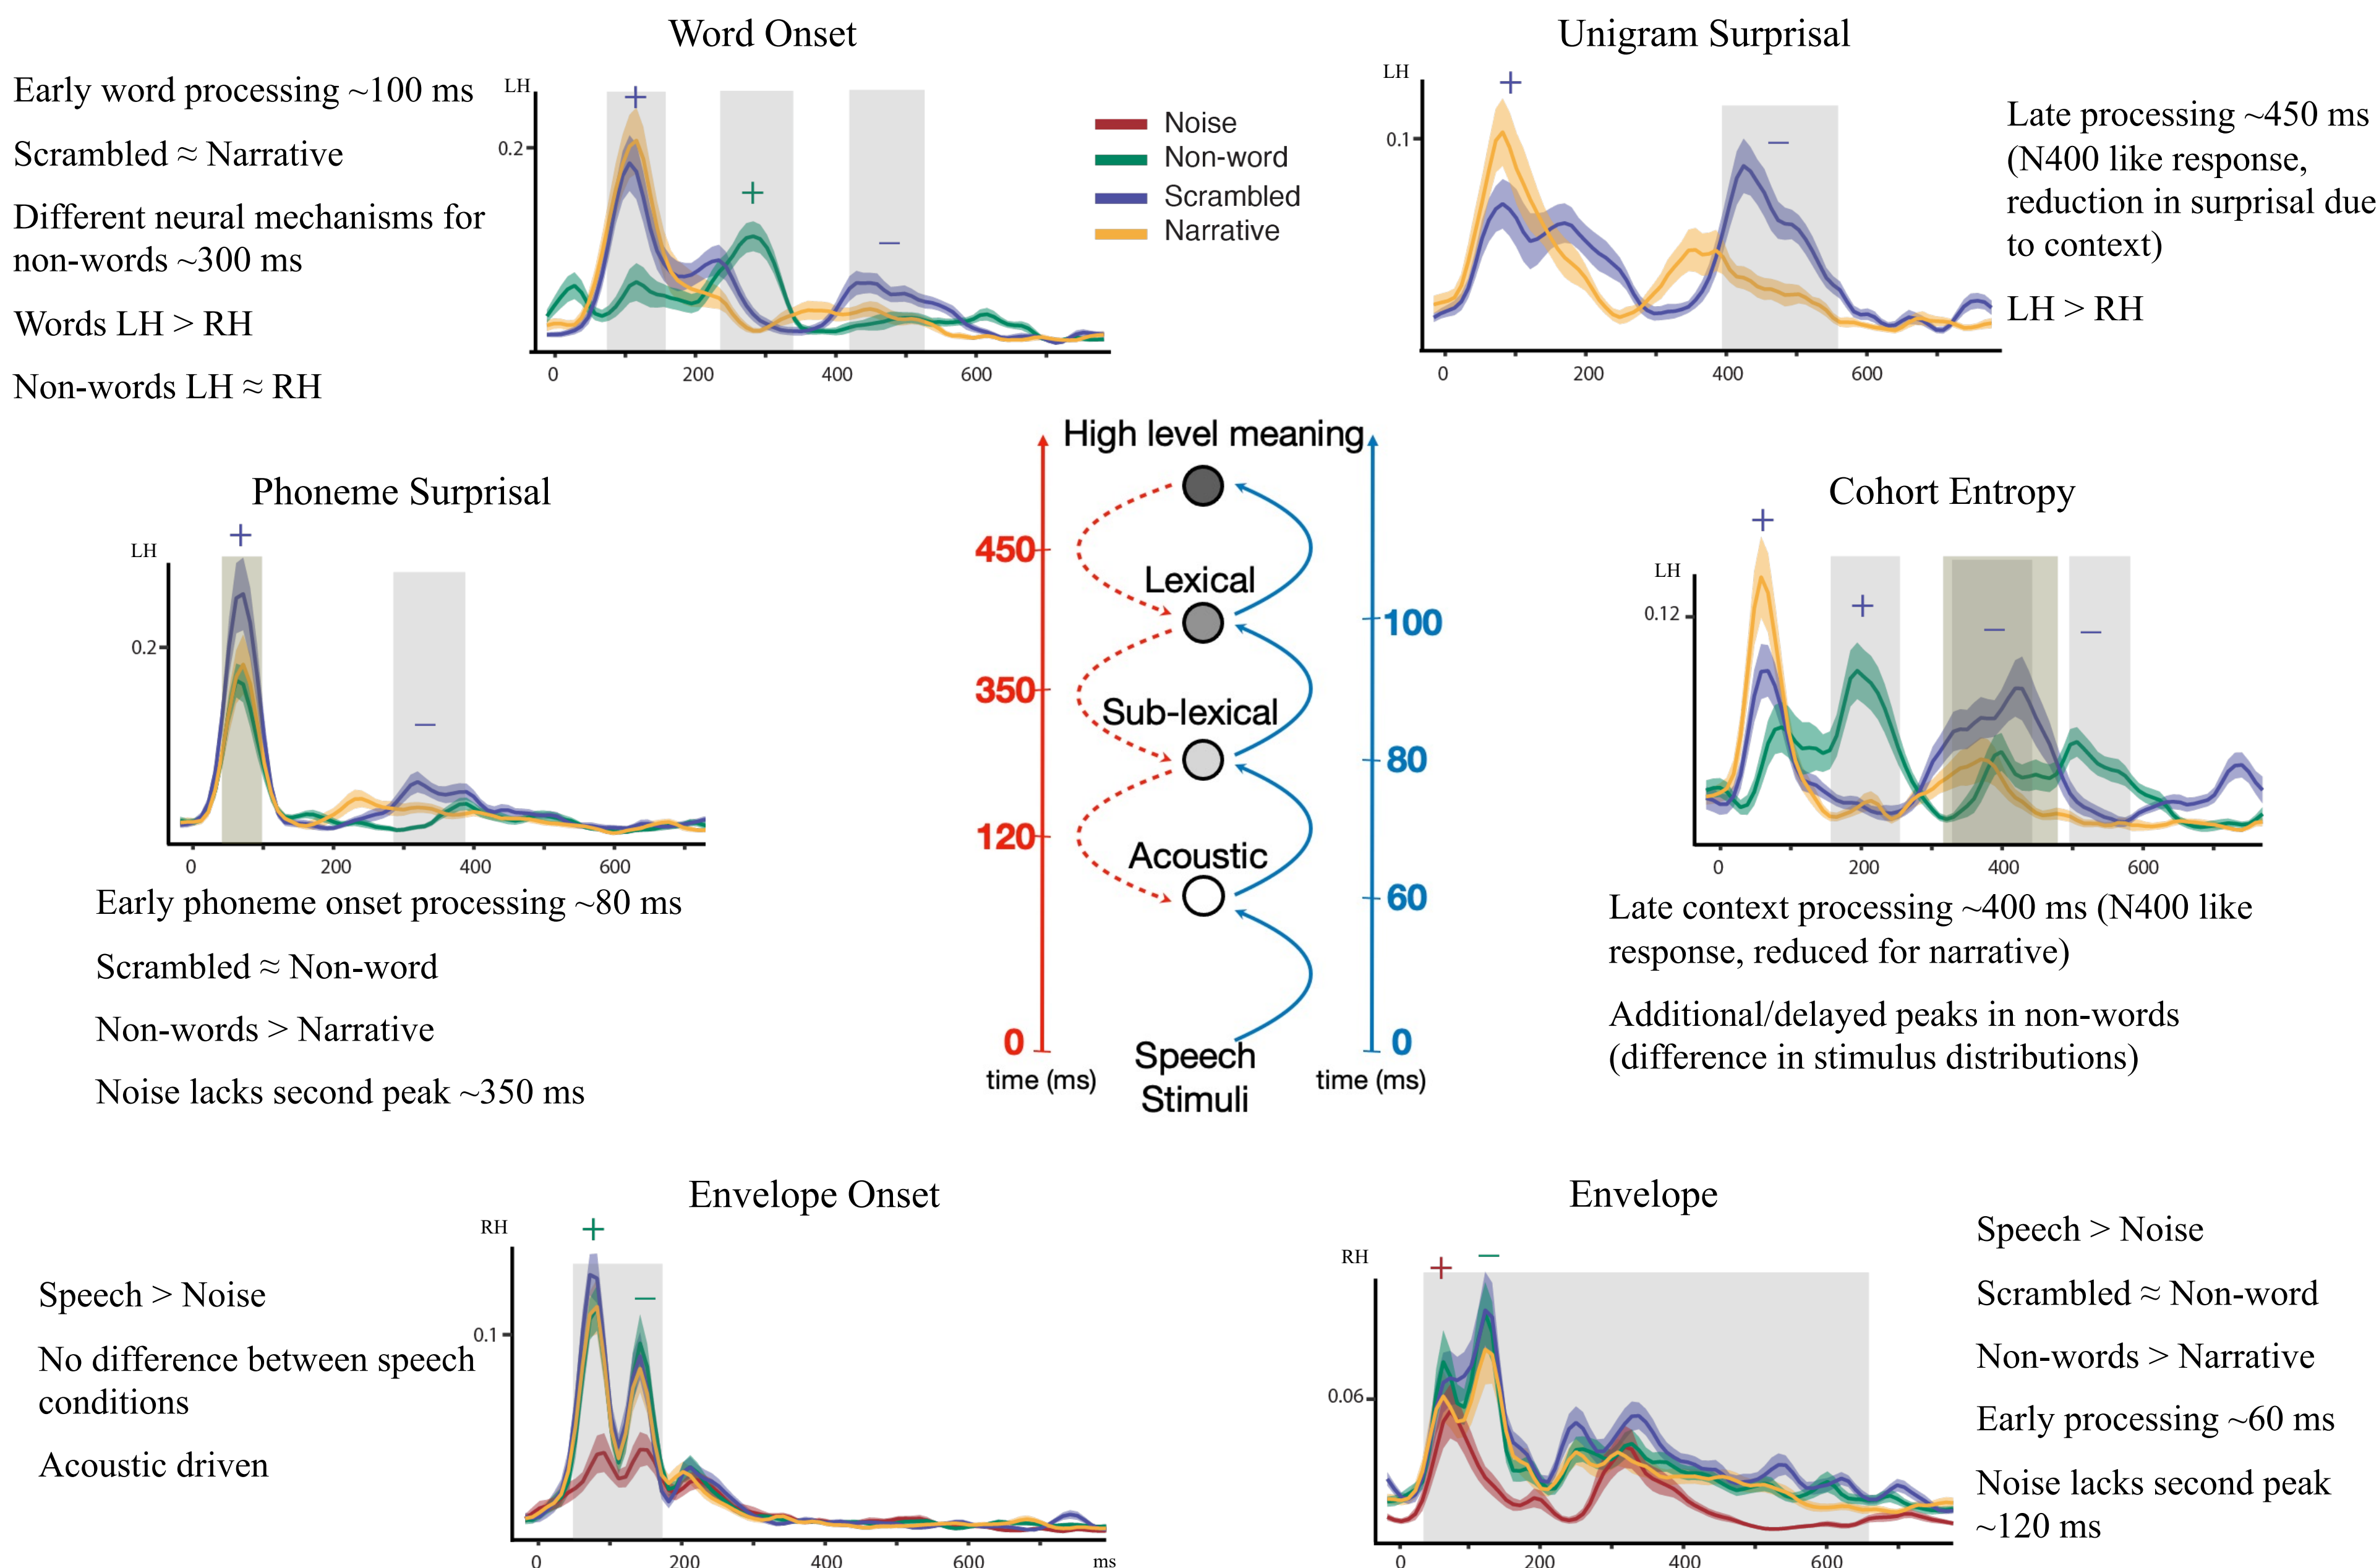 Word Onset
Early word processing ~100 ms
Scrambled ≈ Narrative
Different neural mechanisms for
non-words ~300 ms
Words LH > RH
Non-words LH ≈ RH
LH
0.2
+
+
−
0 200 400 600
Noise
Non-word
Scrambled
Narrative
Unigram Surprisal
LH
0.1
+
−
0 200 400 600
Late processing ~450 ms
(N400 like response,
reduction in surprisal due
to context)
LH > RH
Phoneme Surprisal
LH
0.2
+
−
0 200 400 600
Early phoneme onset processing ~80 ms
Scrambled ≈ Non-word
Non-words > Narrative
Noise lacks second peak ~350 ms
High level meaning
Lexical
Sub-lexical
Acoustic
Speech
Stimuli
450
350
120
0
time (ms)
100
80
60
0
time (ms)
Cohort Entropy
LH
0.12
+
+
−
−
0 200 400 600
Late context processing ~400 ms (N400 like
response, reduced for narrative)
Additional/delayed peaks in non-words
(difference in stimulus distributions)
Envelope Onset
Speech > Noise
No difference between speech
conditions
Acoustic driven
RH
0.1
+
−
0 200 400 600 ms
Envelope
RH
0.06
+
−
0 200 400 600
Speech > Noise
Scrambled ≈ Non-word
Non-words > Narrative
Early processing ~60 ms
Noise lacks second peak
~120 ms